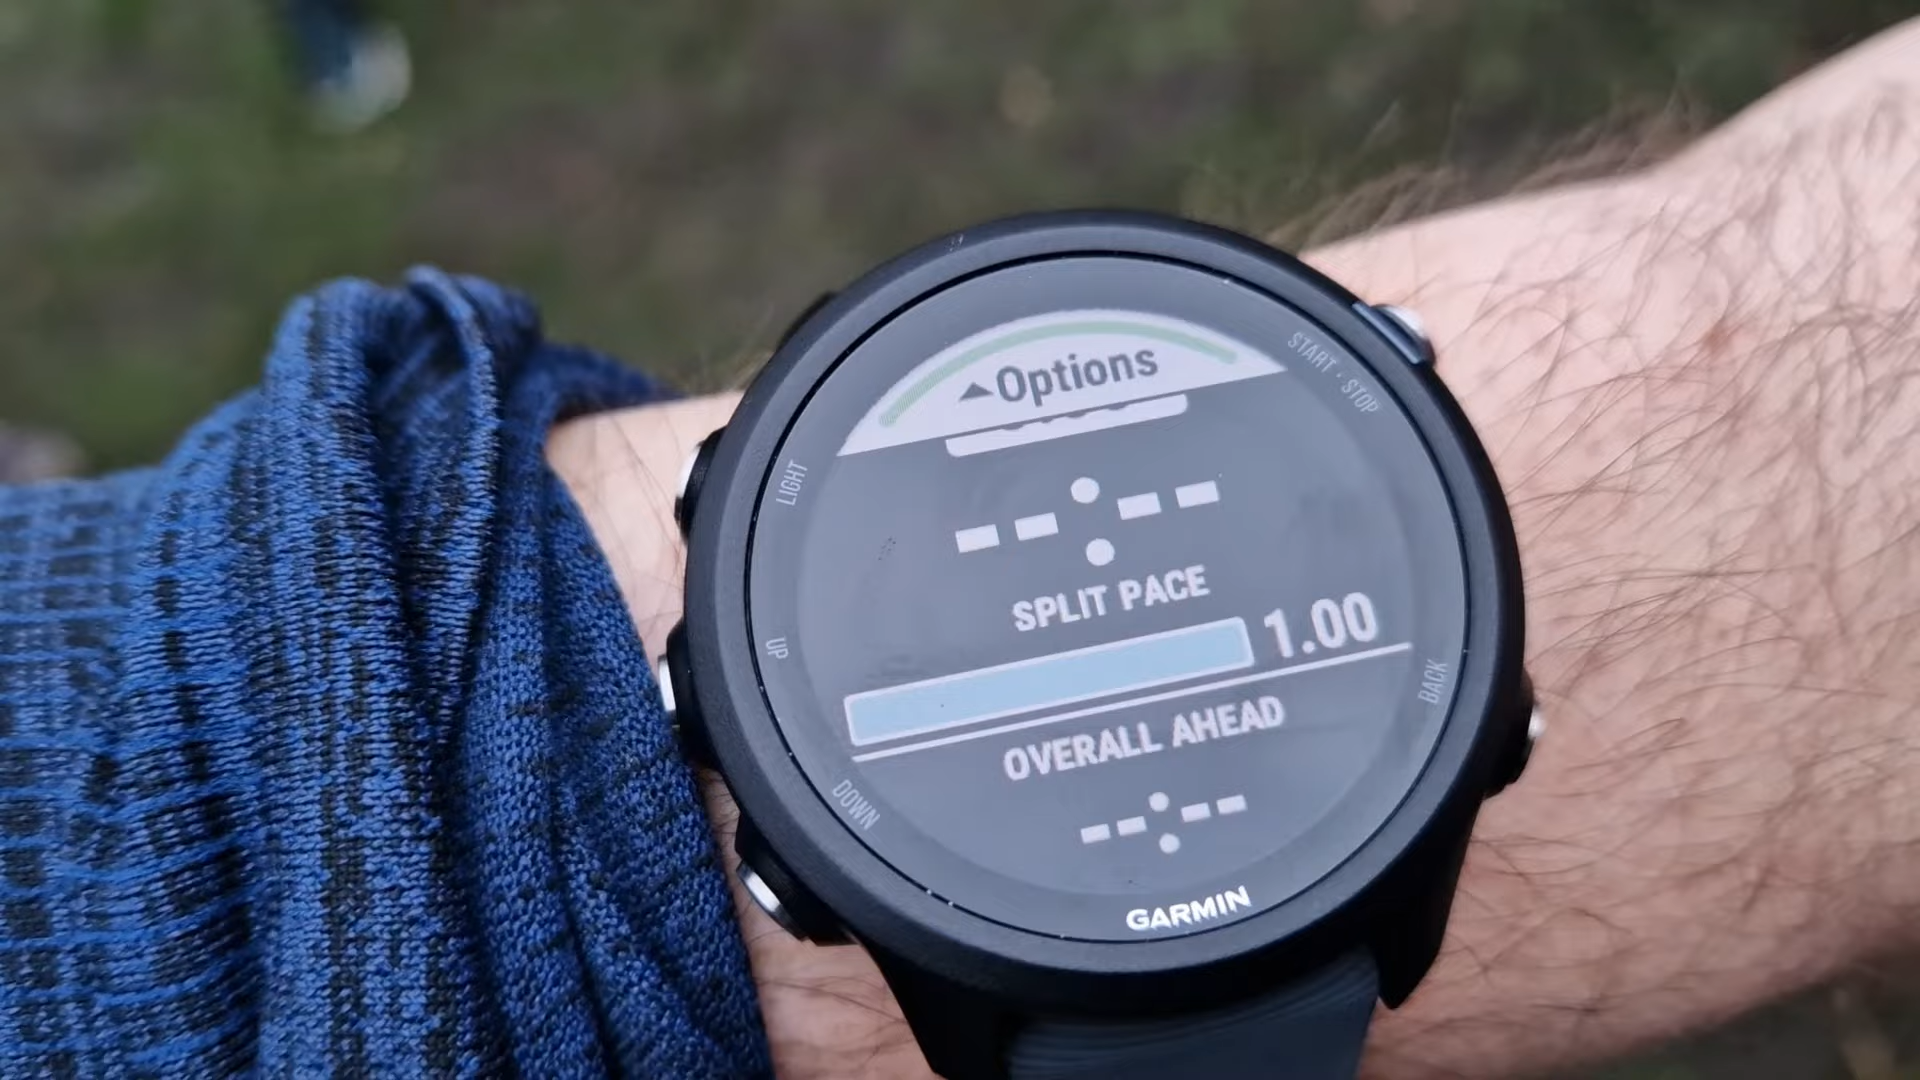 Options
START · STOP
LIGHT
--:--
SPLIT PACE
1.00
UP
BACK
OVERALL AHEAD
DOWN
--:--
GARMIN